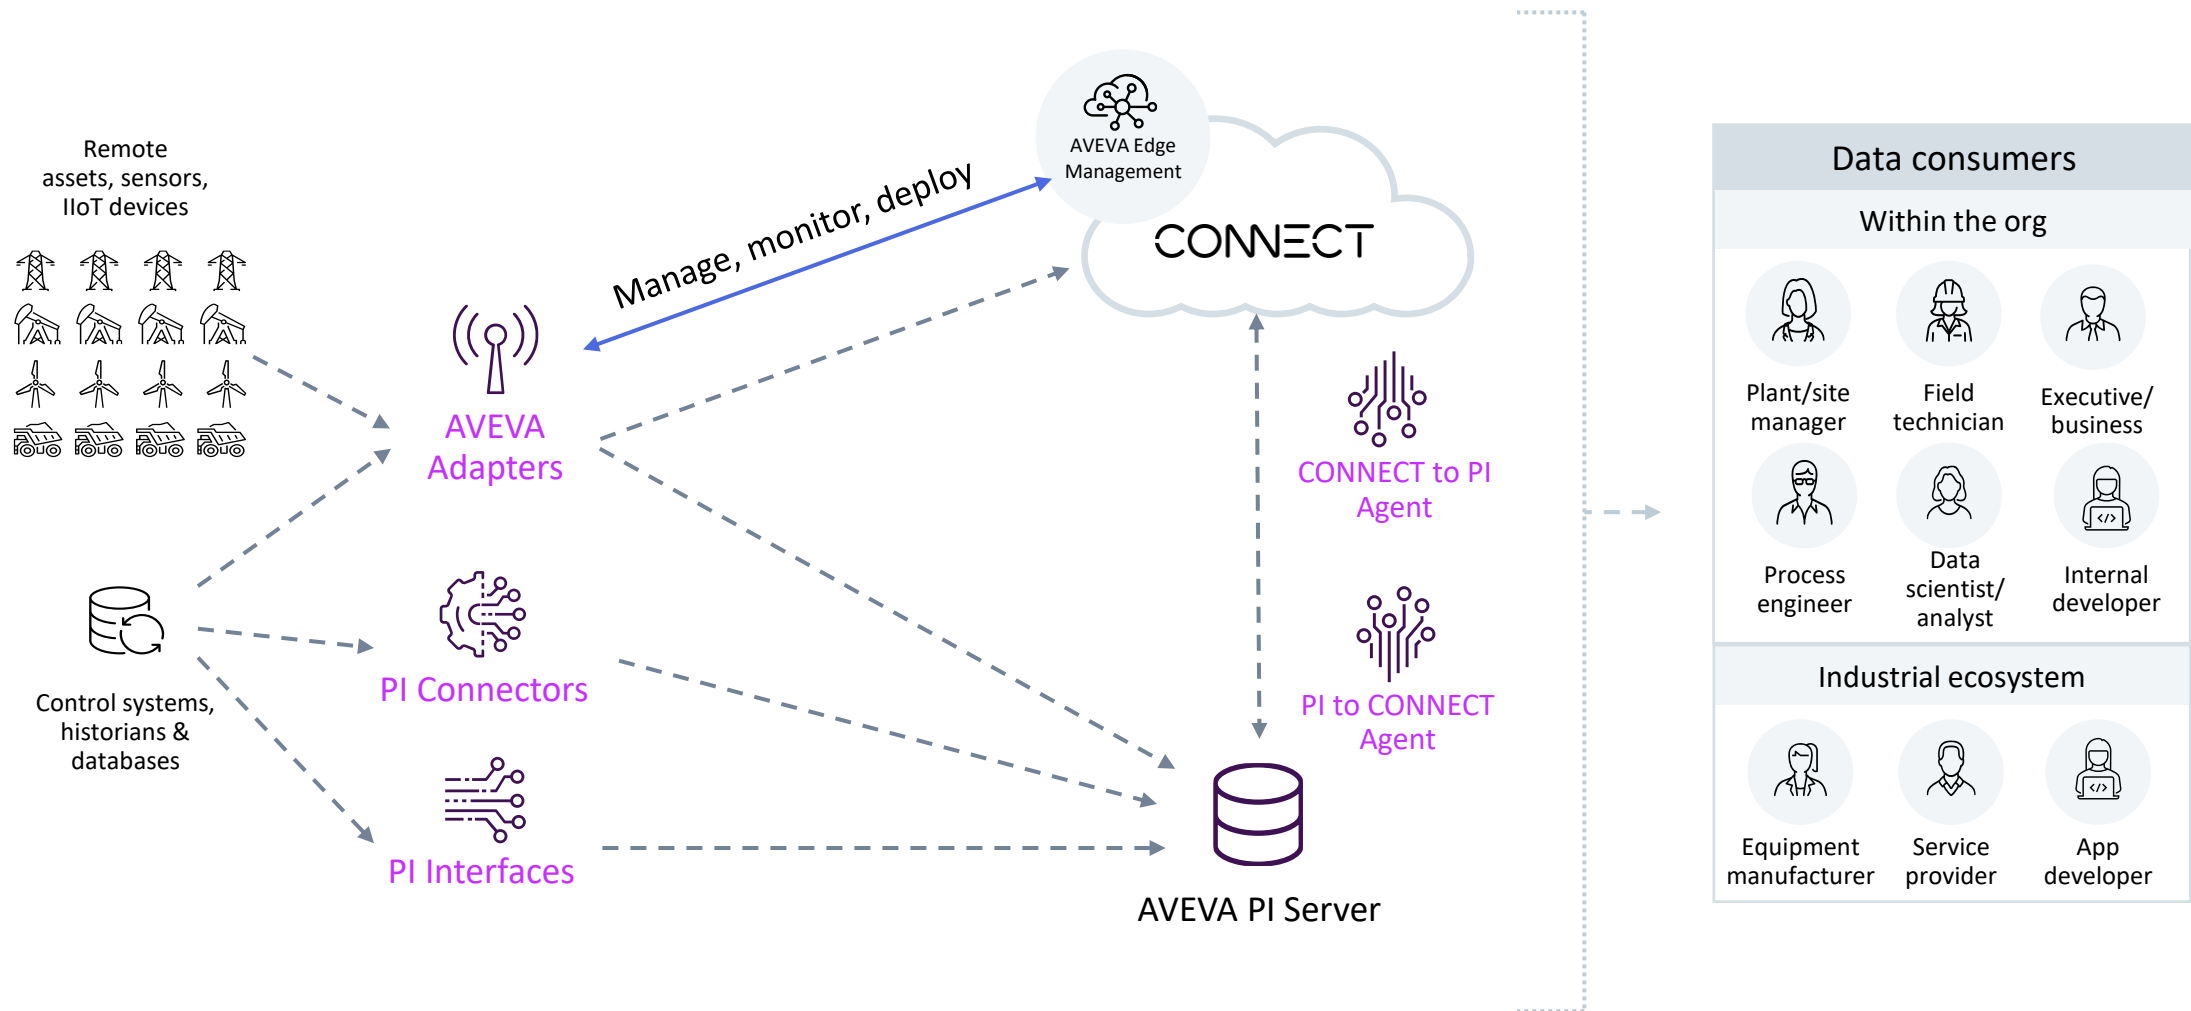 Remote
assets, sensors,
IIoT devices
Control systems,
historians &
databases
AVEVA
Adapters
PI Connectors
PI Interfaces
Manage, monitor, deploy
AVEVA Edge
Management
CONNECT
CONNECT to PI
Agent
PI to CONNECT
Agent
AVEVA PI Server
Data consumers
Within the org
Plant/site
manager
Field
technician
Executive/
business
Process
engineer
Data
scientist/
analyst
</>
Internal
developer
Industrial ecosystem
Equipment
manufacturer
Service
provider
</>
App
developer